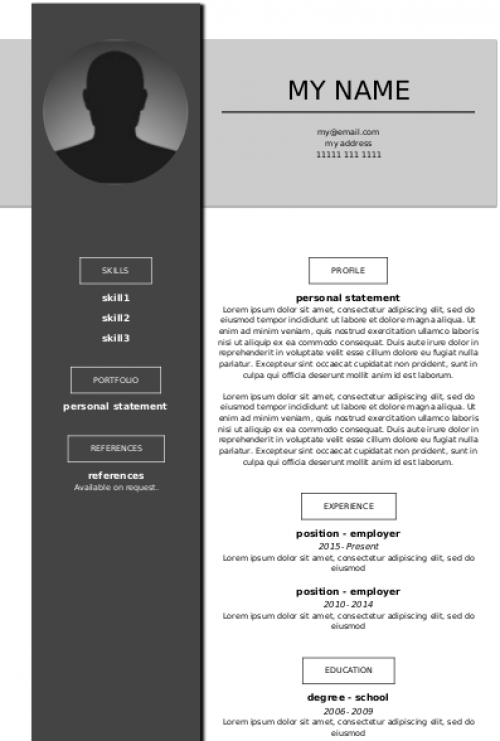 MY NAME
my@email.com
my address
11111 111 1111
SKILLS
skill1
skill2
skill3
PORTFOLIO
personal statement
REFERENCES
references
Available on request.
PROFILE
personal statement
Lorem ipsum dolor sit amet, consectetur adipiscing elit, sed do
eiusmod tempor incididunt ut labore et dolore magna aliqua. Ut
enim ad minim veniam, quis nostrud exercitation ullamco laboris
nisi ut aliquip ex ea commodo consequat. Duis aute irure dolor in
reprehenderit in voluptate velit esse cillum dolore eu fugiat nulla
pariatur. Excepteur sint occaecat cupidatat non proident, sunt in
culpa qui officia deserunt mollit anim id est laborum.
Lorem ipsum dolor sit amet, consectetur adipiscing elit, sed do
eiusmod tempor incididunt ut labore et dolore magna aliqua. Ut
enim ad minim veniam, quis nostrud exercitation ullamco laboris
nisi ut aliquip ex ea commodo consequat. Duis aute irure dolor in
reprehenderit in voluptate velit esse cillum dolore eu fugiat nulla
pariatur. Excepteur sint occaecat cupidatat non proident, sunt in
culpa qui officia deserunt mollit anim id est laborum.
EXPERIENCE
position - employer
2015- Present
Lorem ipsum dolor sit amet, consectetur adipiscing elit, sed do
eiusmod
position - employer
2010- 2014
Lorem ipsum dolor sit amet, consectetur adipiscing elit, sed do
eiusmod
EDUCATION
degree - school
2006- 2009
Lorem ipsum dolor sit amet, consectetur adipiscing elit, sed do
eiusmod